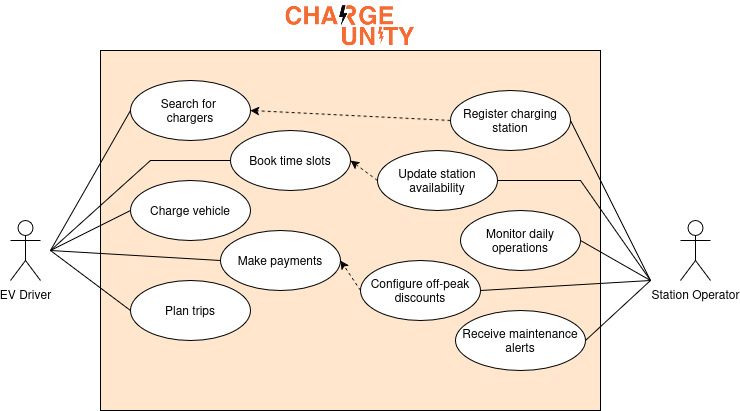 CHARGE
UNITY
Search for
chargers
Register charging
station
Book time slots
Update station
availability
Charge vehicle
Monitor daily
operations
Make payments
Configure off-peak
discounts
EV Driver
Station Operator
Plan trips
Receive maintenance
alerts